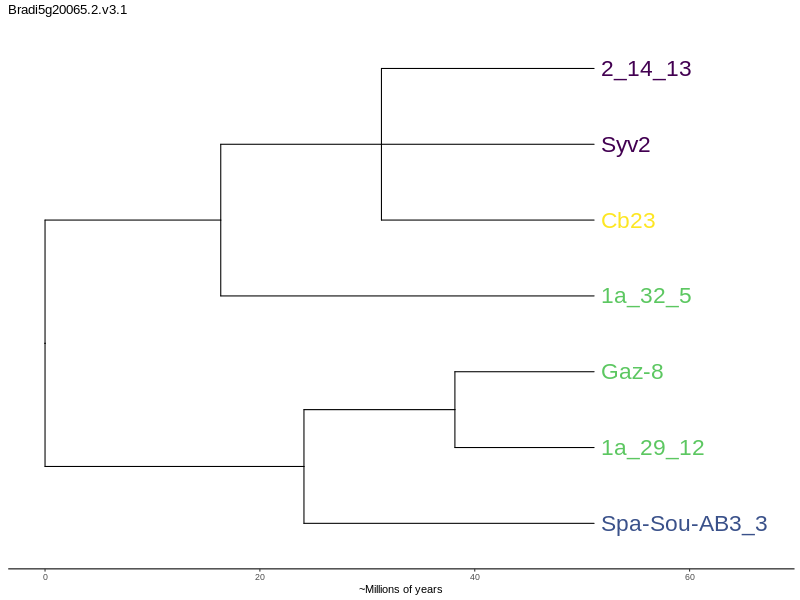 Bradi5g20065.2.v3.1
2_14_13
Syv2
Cb23
1a_32_5
Gaz-8
1a_29_12
Spa-Sou-AB3_3
0 20 40 60
~Millions of years